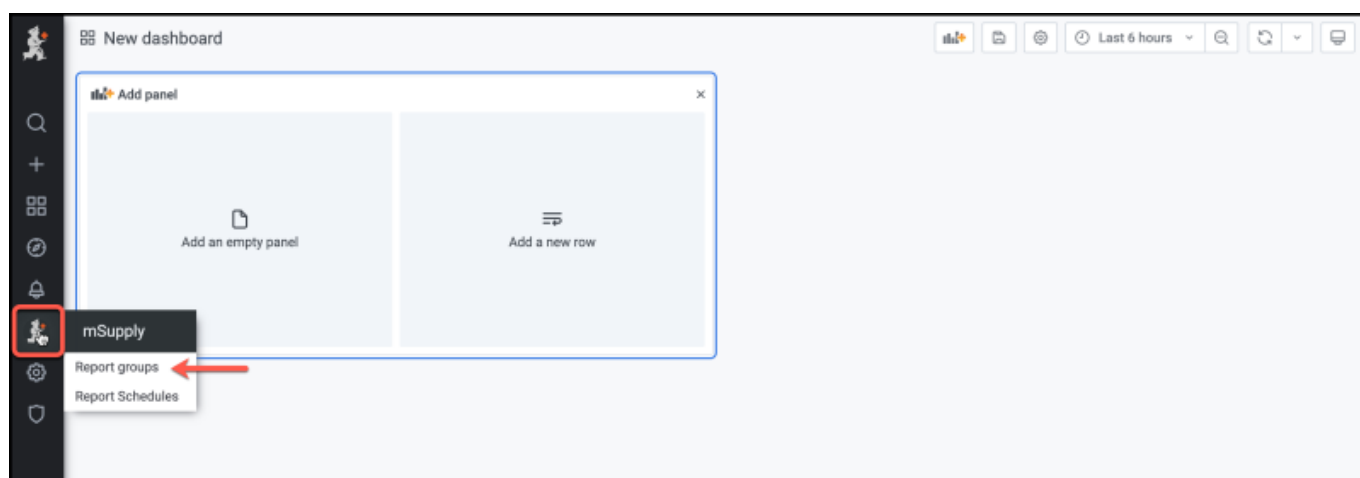 New dashboard
Last 6 hours
Add panel
Add an empty panel
Add a new row
mSupply
Report groups
Report Schedules